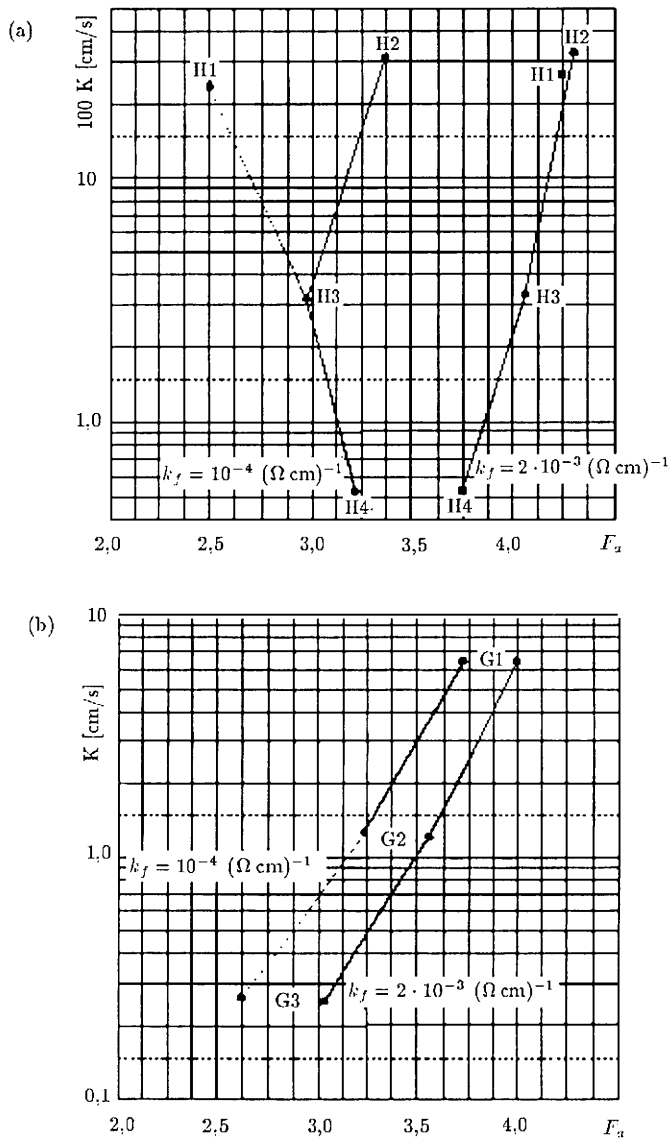 (a)
100 K [cm/s]
H2
H2
H1
H1
10
H3
H3
1,0
k_f = 10^{-4} (Ω cm)^{-1}
k_f = 2 · 10^{-3} (Ω cm)^{-1}
H4
H4
2,0 2,5 3,0 3,5 4,0 F_a
(b)
10
K [cm/s]
G1
G2
1,0
k_f = 10^{-4} (Ω cm)^{-1}
G3
k_f = 2 · 10^{-3} (Ω cm)^{-1}
0,1
2,0 2,5 3,0 3,5 4,0 F_a